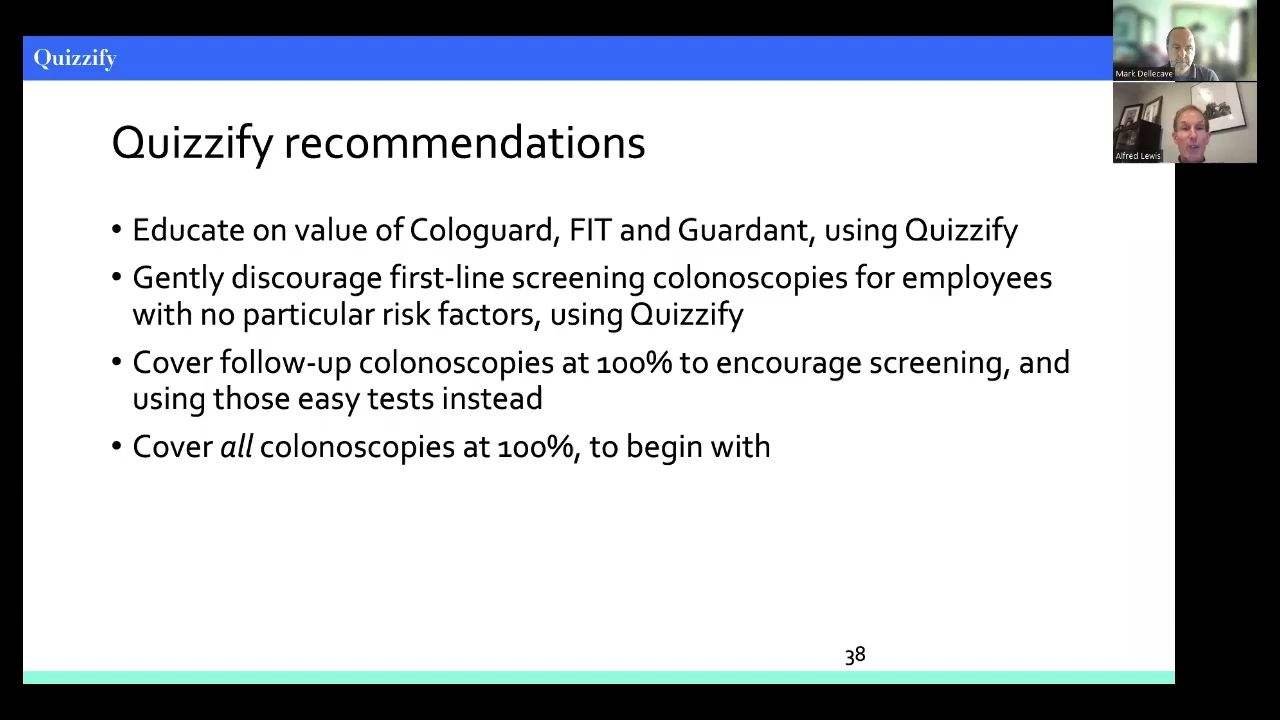 Quizzify
Mark Dellecave
Alfred Lewis
Quizzify recommendations
• Educate on value of Cologuard, FIT and Guardant, using Quizzify
• Gently discourage first-line screening colonoscopies for employees
with no particular risk factors, using Quizzify
• Cover follow-up colonoscopies at 100% to encourage screening, and
using those easy tests instead
• Cover all colonoscopies at 100%, to begin with
38